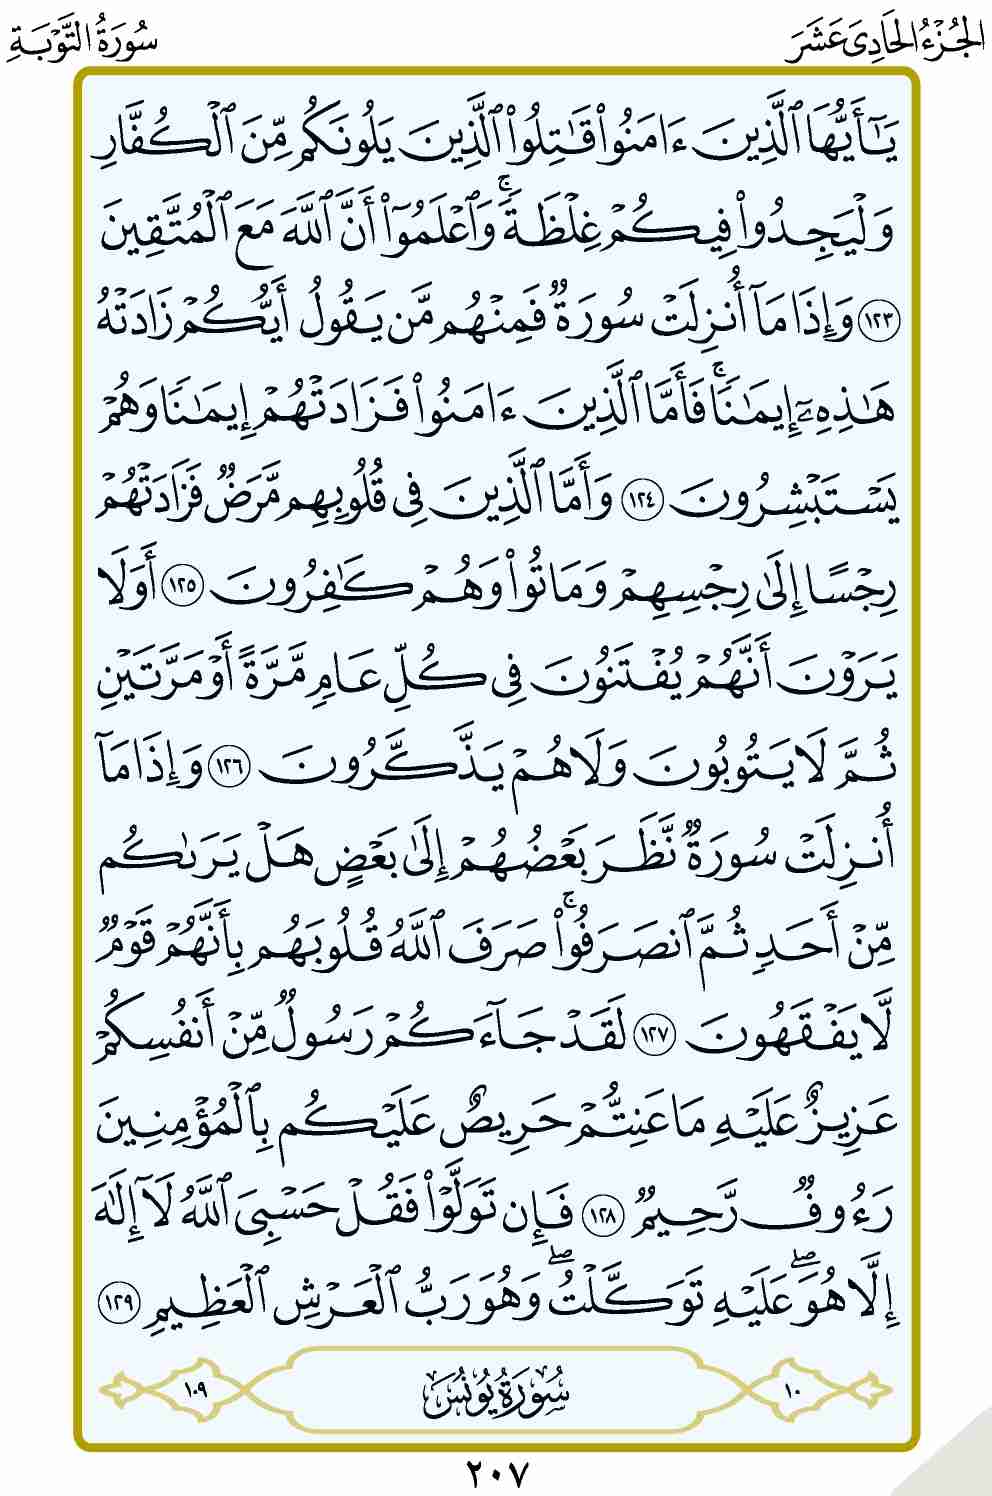 الجُزْءُ الحَادِيَ عَشَرَ
سُورَةُ التَّوْبَةِ
يَـٰٓأَيُّهَا ٱلَّذِينَ ءَامَنُوا۟ قَـٰتِلُوا۟ ٱلَّذِينَ يَلُونَكُم مِّنَ ٱلْكُفَّارِ
وَلْيَجِدُوا۟ فِيكُمْ غِلْظَةً ۚ وَٱعْلَمُوٓا۟ أَنَّ ٱللَّهَ مَعَ ٱلْمُتَّقِينَ
١٢٣ وَإِذَا مَآ أُنزِلَتْ سُورَةٌ فَمِنْهُم مَّن يَقُولُ أَيُّكُمْ زَادَتْهُ
هَـٰذِهِۦٓ إِيمَـٰنًا ۚ فَأَمَّا ٱلَّذِينَ ءَامَنُوا۟ فَزَادَتْهُمْ إِيمَـٰنًا وَهُمْ
يَسْتَبْشِرُونَ ١٢٤ وَأَمَّا ٱلَّذِينَ فِى قُلُوبِهِم مَّرَضٌ فَزَادَتْهُمْ
رِجْسًا إِلَىٰ رِجْسِهِمْ وَمَاتُوا۟ وَهُمْ كَـٰفِرُونَ ١٢٥ أَوَلَا
يَرَوْنَ أَنَّهُمْ يُفْتَنُونَ فِى كُلِّ عَامٍ مَّرَّةً أَوْ مَرَّتَيْنِ
ثُمَّ لَا يَتُوبُونَ وَلَا هُمْ يَذَّكَّرُونَ ١٢٦ وَإِذَا مَآ
أُنزِلَتْ سُورَةٌ نَّظَرَ بَعْضُهُمْ إِلَىٰ بَعْضٍ هَلْ يَرَىٰكُم
مِّنْ أَحَدٍ ثُمَّ ٱنصَرَفُوا۟ ۚ صَرَفَ ٱللَّهُ قُلُوبَهُم بِأَنَّهُمْ قَوْمٌ
لَّا يَفْقَهُونَ ١٢٧ لَقَدْ جَآءَكُمْ رَسُولٌ مِّنْ أَنفُسِكُمْ
عَزِيزٌ عَلَيْهِ مَا عَنِتُّمْ حَرِيصٌ عَلَيْكُم بِٱلْمُؤْمِنِينَ
رَءُوفٌ رَّحِيمٌ ١٢٨ فَإِن تَوَلَّوْا۟ فَقُلْ حَسْبِىَ ٱللَّهُ لَآ إِلَـٰهَ
إِلَّا هُوَ ۖ عَلَيْهِ تَوَكَّلْتُ ۖ وَهُوَ رَبُّ ٱلْعَرْشِ ٱلْعَظِيمِ ١٢٩
١٠ سُورَةُ يُونُسَ ١٠٩
٢٠٧